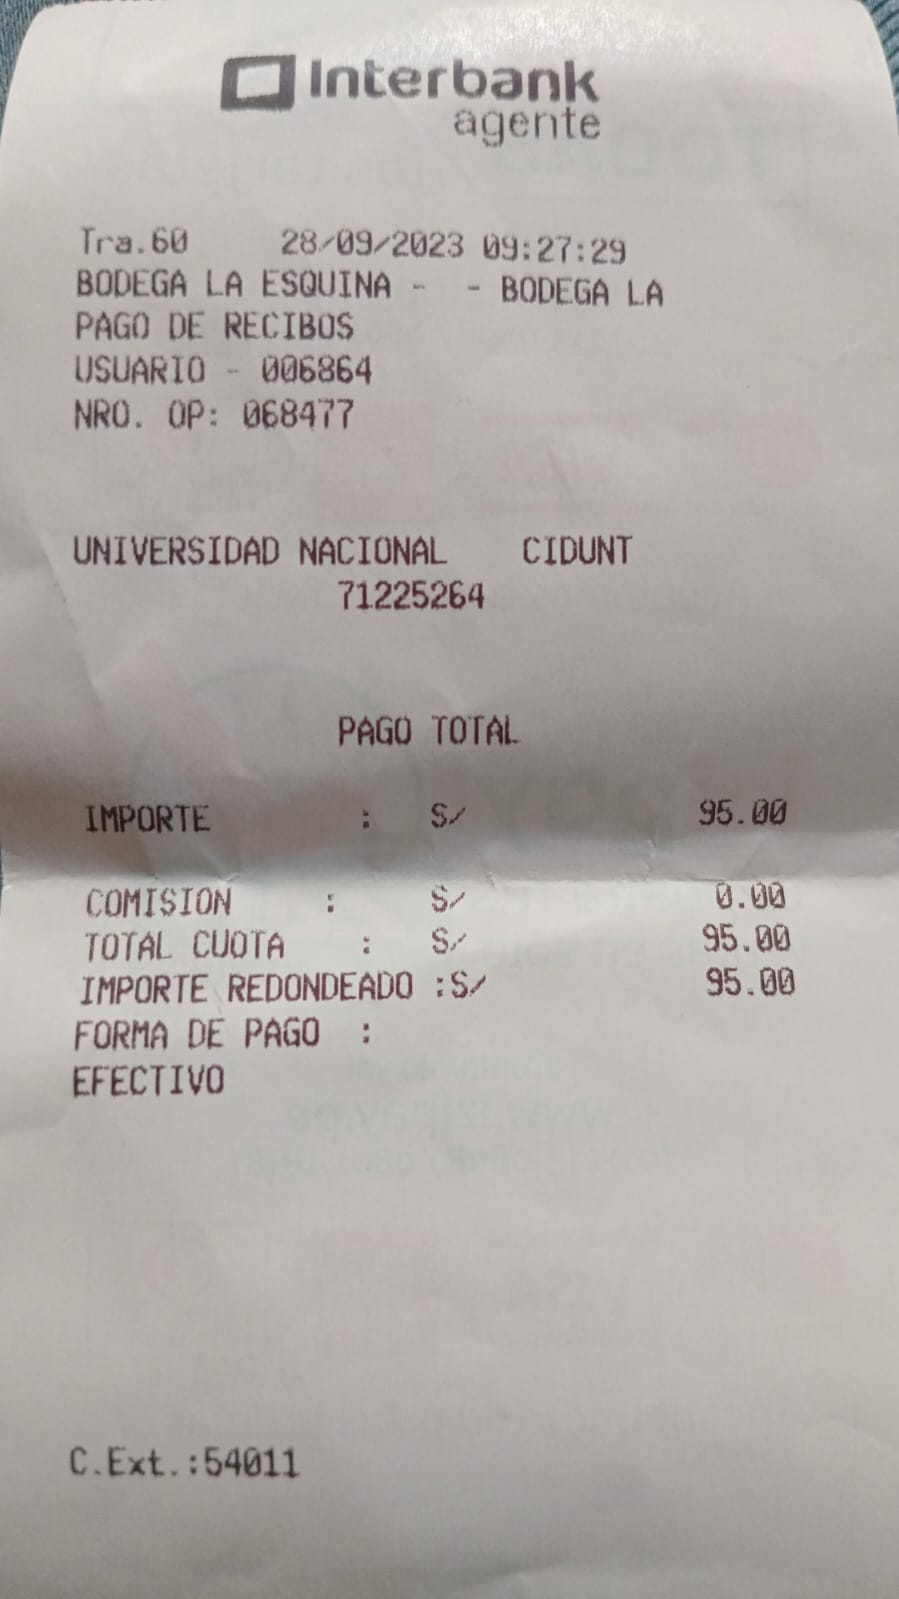 Interbank
agente
Tra.60 28/09/2023 09:27:29
BODEGA LA ESQUINA - - BODEGA LA
PAGO DE RECIBOS
USUARIO - 006864
NRO. OP: 068477
UNIVERSIDAD NACIONAL CIDUNT
71225264
PAGO TOTAL
IMPORTE : S/ 95.00
COMISION : S/ 0.00
TOTAL CUOTA : S/ 95.00
IMPORTE REDONDEADO :S/ 95.00
FORMA DE PAGO :
EFECTIVO
C.Ext.:54011